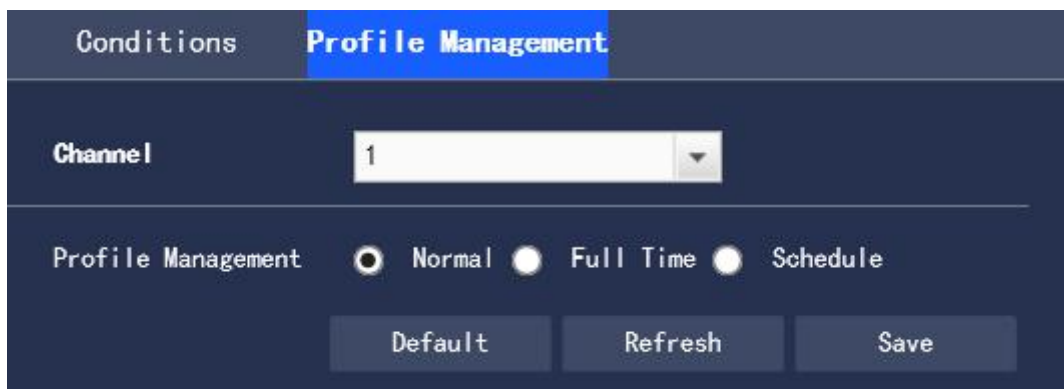 Conditions Profile Management
Channel 1
Profile Management Normal Full Time Schedule
Default Refresh Save